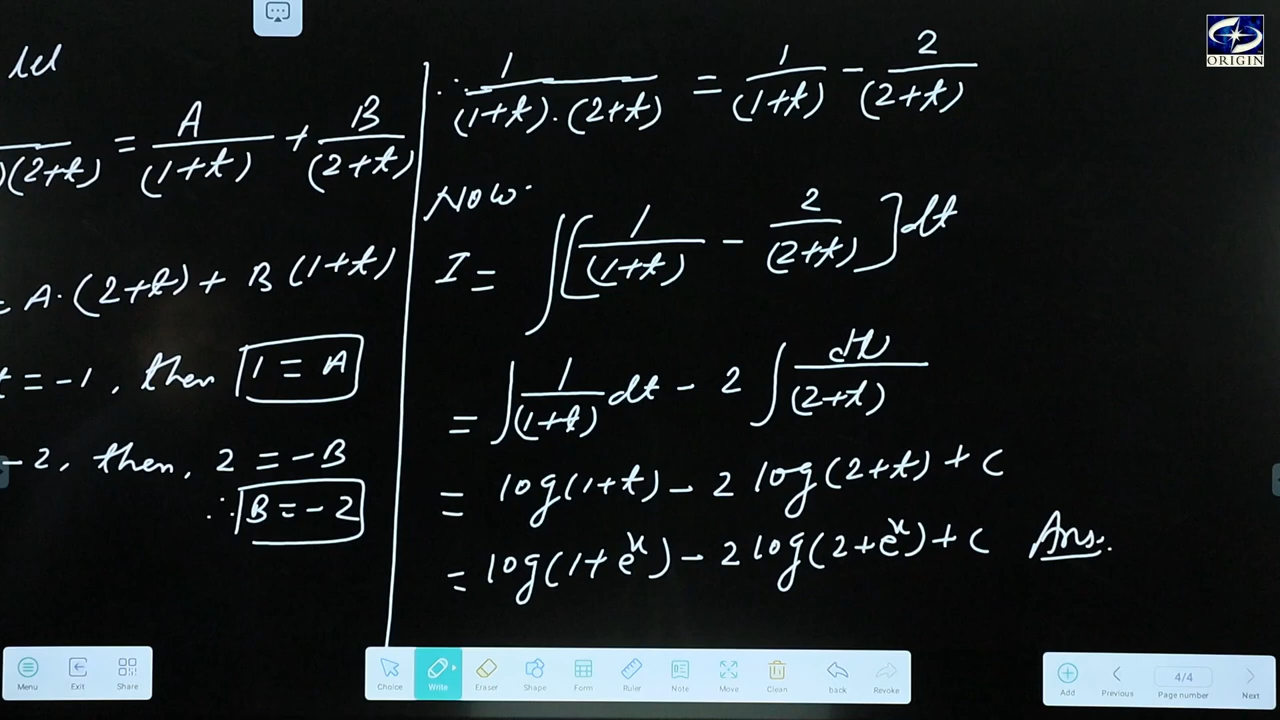 let
)(2+t) = A/(1+t) + B/(2+t)
= A·(2+t) + B(1+t)
t = -1, then 1 = A
-2, then, 2 = -B
∴ B = -2
∴ 1/(1+t)·(2+t) = 1/(1+t) - 2/(2+t)
Now
I = ∫[1/(1+t) - 2/(2+t)]dt
= ∫1/(1+t) dt - 2∫dt/(2+t)
= log(1+t) - 2 log(2+t) + c
= log(1+e^x) - 2 log(2+e^x) + c Ans.
ORIGIN
Menu Exit Share
Choice Write Eraser Shape Form Ruler Note Move Clean back Revoke
Add Previous 4/4 Page number Next